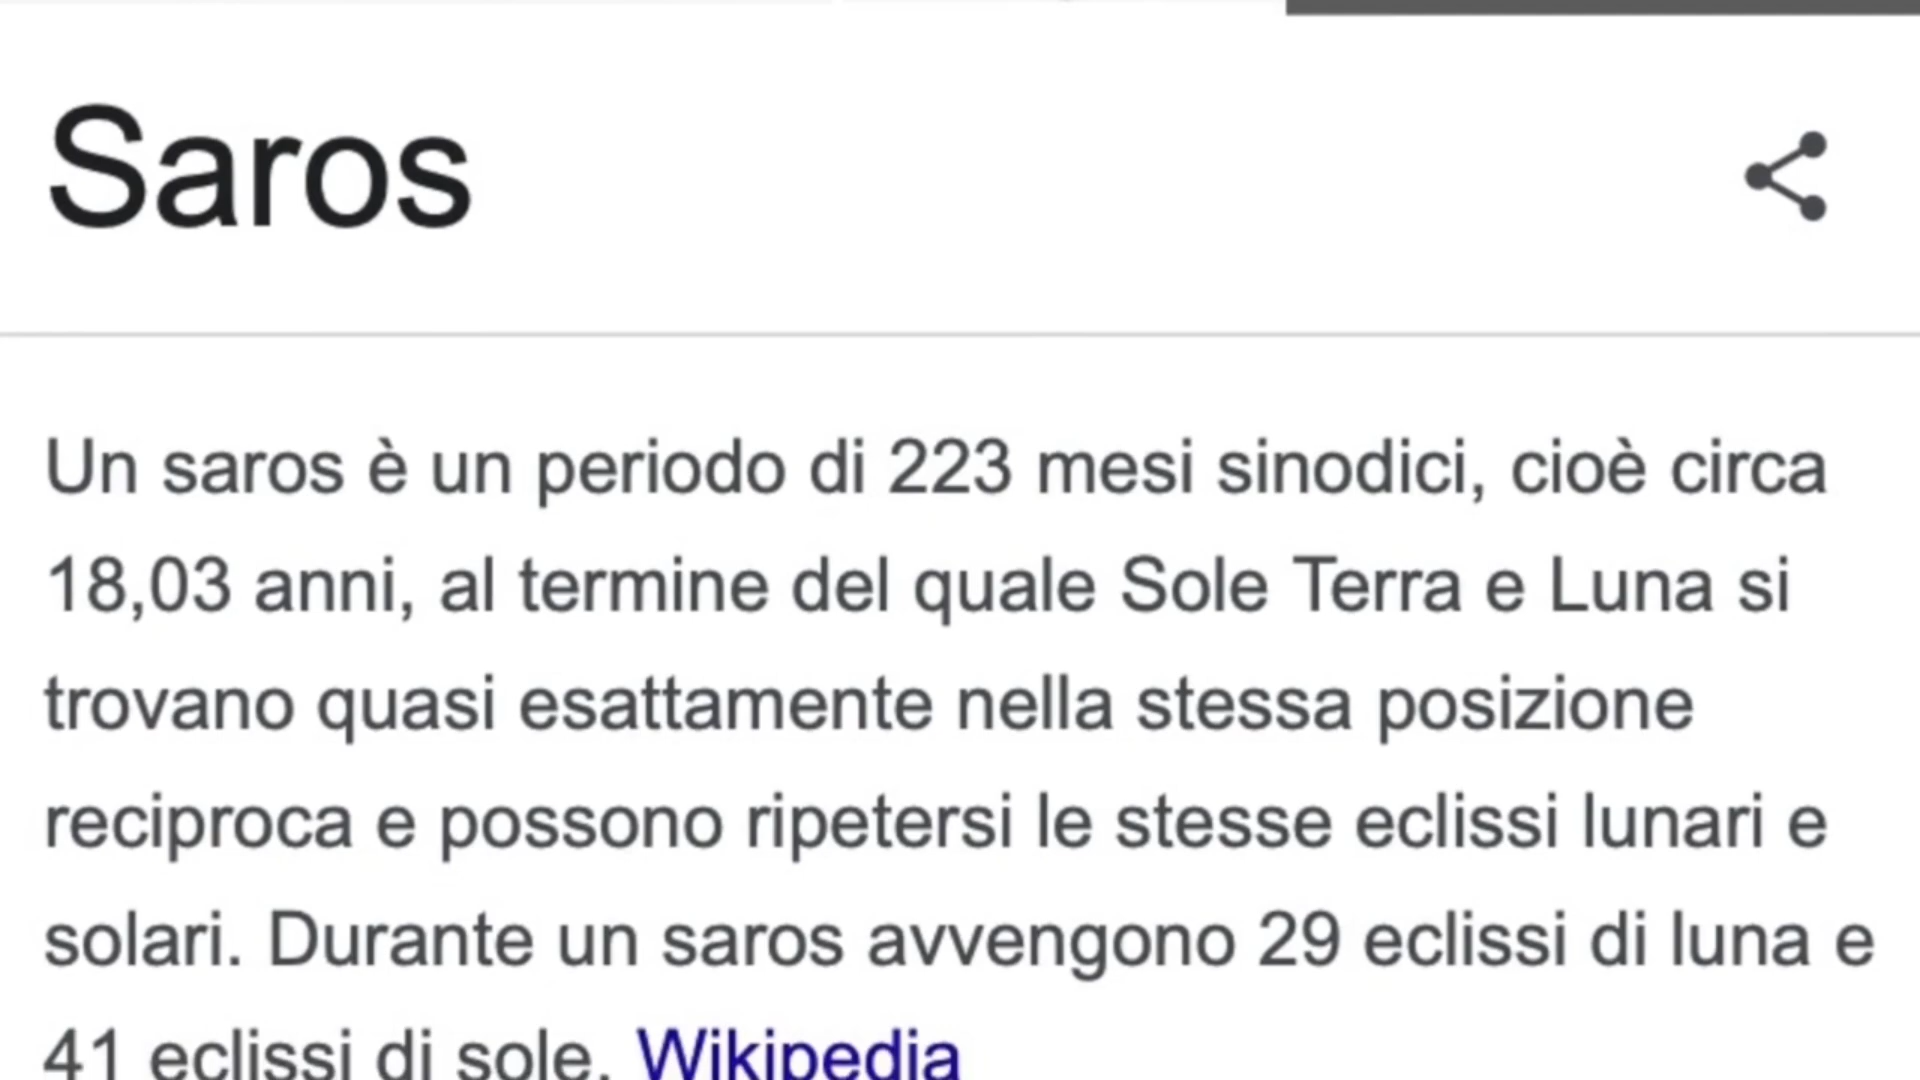 Saros
Un saros è un periodo di 223 mesi sinodici, cioè circa
18,03 anni, al termine del quale Sole Terra e Luna si
trovano quasi esattamente nella stessa posizione
reciproca e possono ripetersi le stesse eclissi lunari e
solari. Durante un saros avvengono 29 eclissi di luna e
41 eclissi di sole. Wikipedia